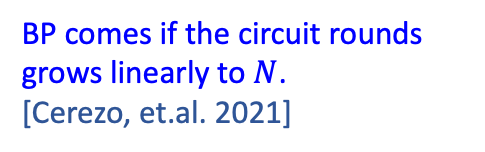 BP comes if the circuit rounds
grows linearly to N.
[Cerezo, et.al. 2021]